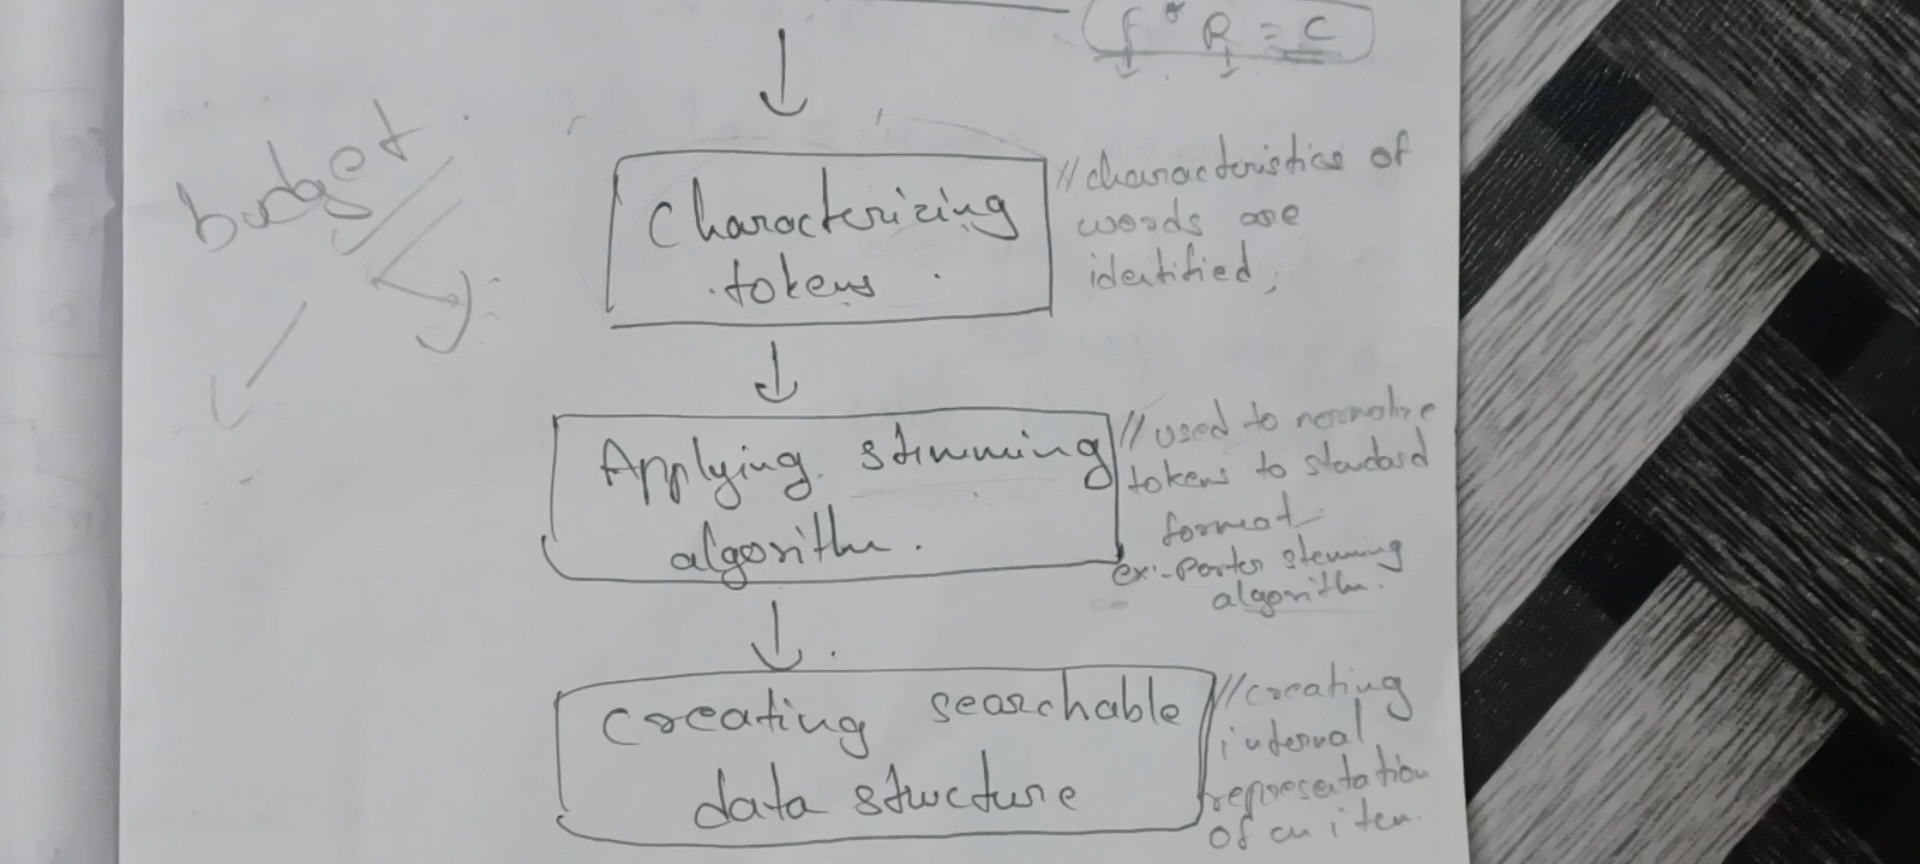 F * R = C
budget
Characterizing
tokens
// characteristics of
words are
identified,
Applying stemming
algorithm.
// used to normalize
tokens to standard
format
ex:- Porter stemming
algorithm.
Creating searchable
data structure
// creating
internal
representation
of an item.